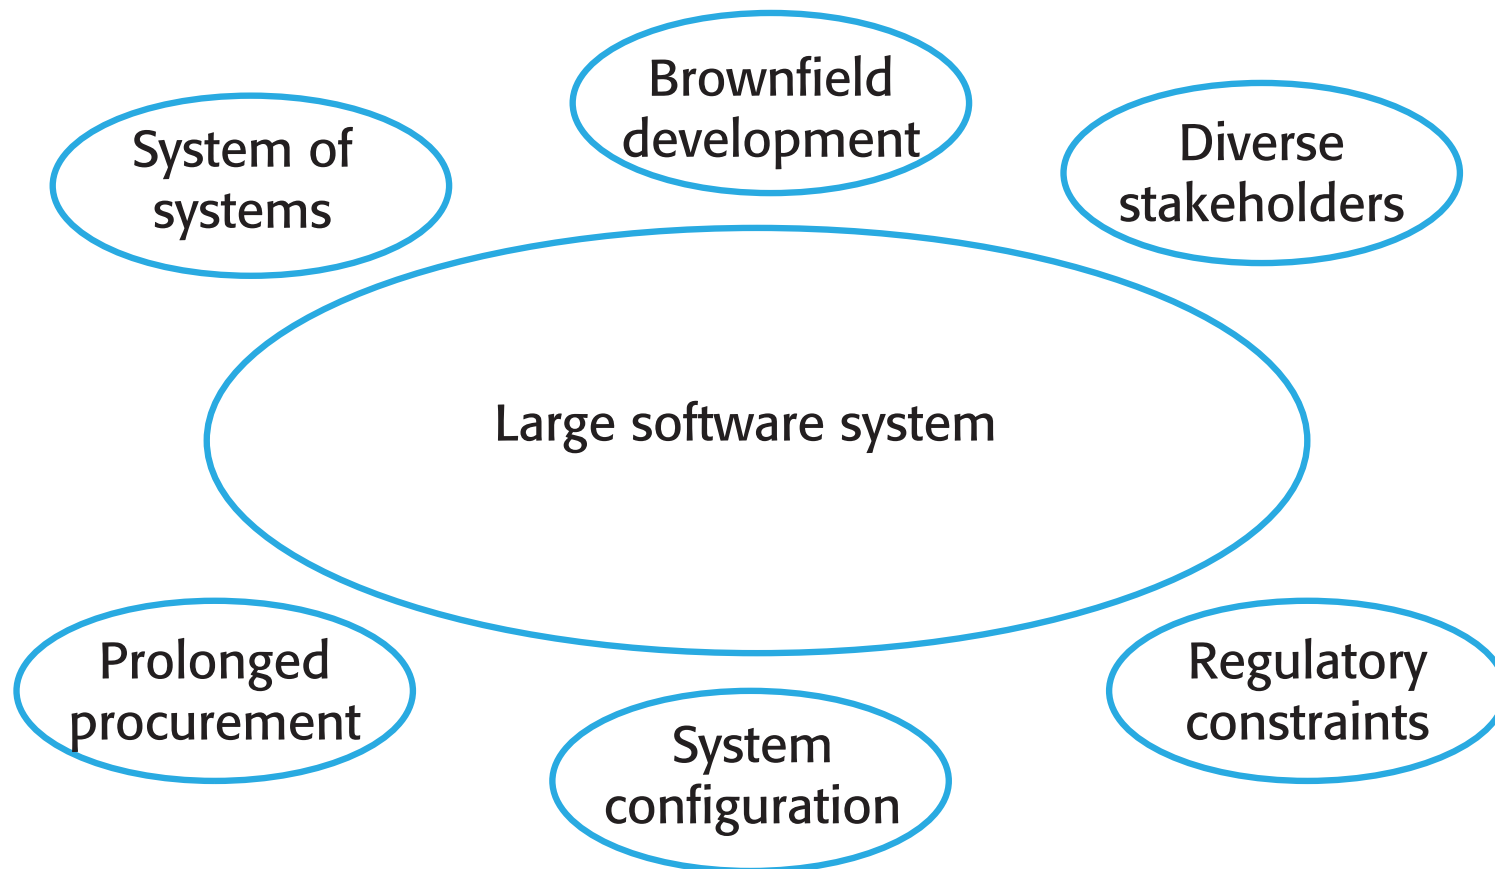 Brownfield
development
System of
systems
Diverse
stakeholders
Large software system
Prolonged
procurement
Regulatory
constraints
System
configuration